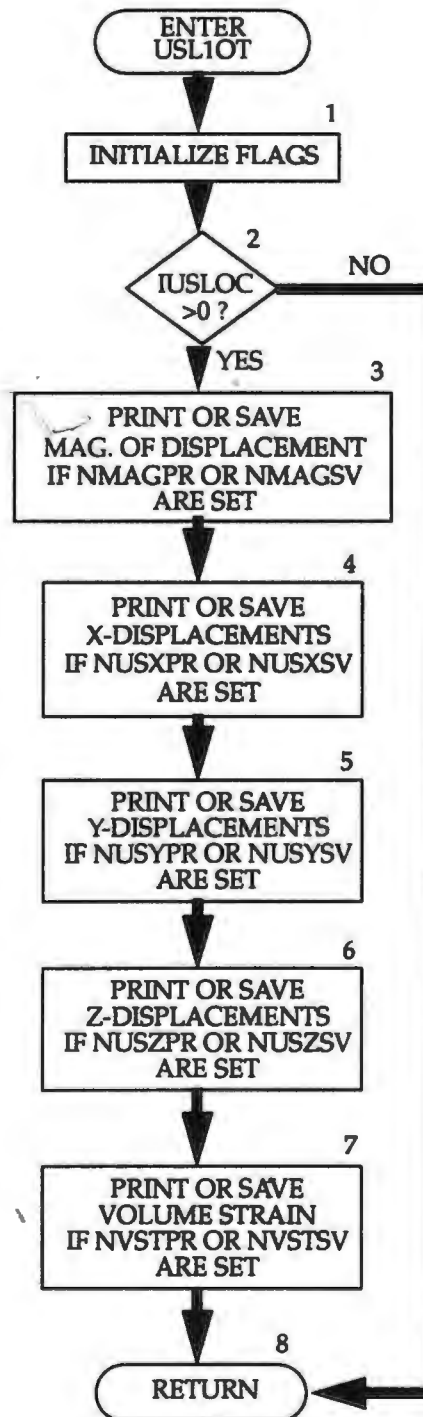 ENTER
USL1OT
1
INITIALIZE FLAGS
2
IUSLOC
>0 ?
NO
YES
3
PRINT OR SAVE
MAG. OF DISPLACEMENT
IF NMAGPR OR NMAGSV
ARE SET
4
PRINT OR SAVE
X-DISPLACEMENTS
IF NUSXPR OR NUSXSV
ARE SET
5
PRINT OR SAVE
Y-DISPLACEMENTS
IF NUSYPR OR NUSYSV
ARE SET
6
PRINT OR SAVE
Z-DISPLACEMENTS
IF NUSZPR OR NUSZSV
ARE SET
7
PRINT OR SAVE
VOLUME STRAIN
IF NVSTPR OR NVSTSV
ARE SET
8
RETURN